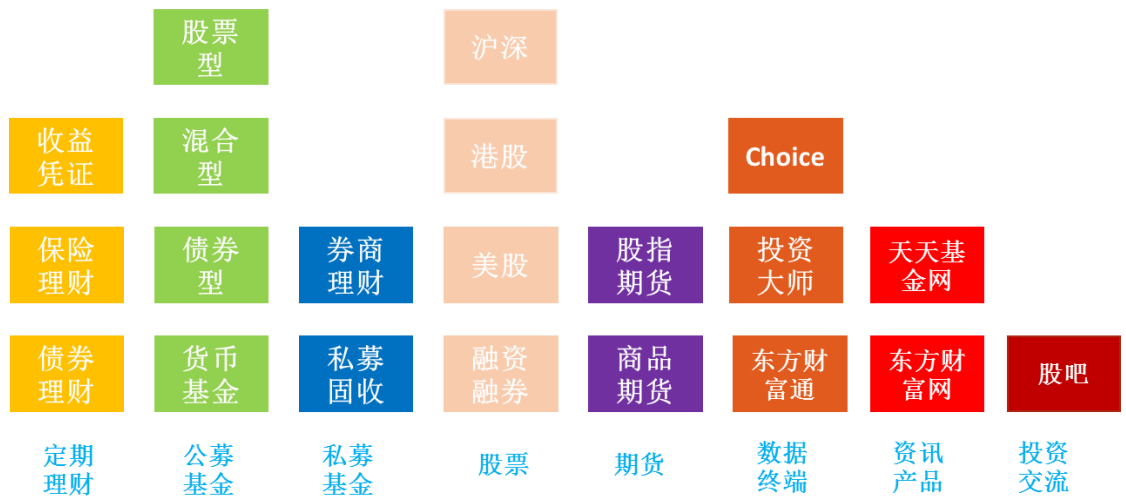 股票
型
沪深
收益
凭证
混合
型
港股
Choice
保险
理财
债券
型
券商
理财
美股
股指
期货
投资
大师
天天基
金网
债券
理财
货币
基金
私募
固收
融资
融券
商品
期货
东方财
富通
东方财
富网
股吧
定期
理财
公募
基金
私募
基金
股票
期货
数据
终端
资讯
产品
投资
交流